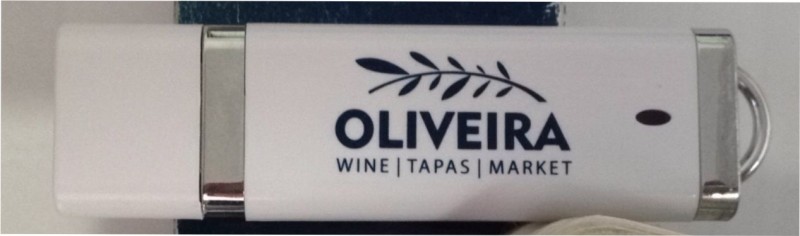 OLIVEIRA
WINE | TAPAS | MARKET